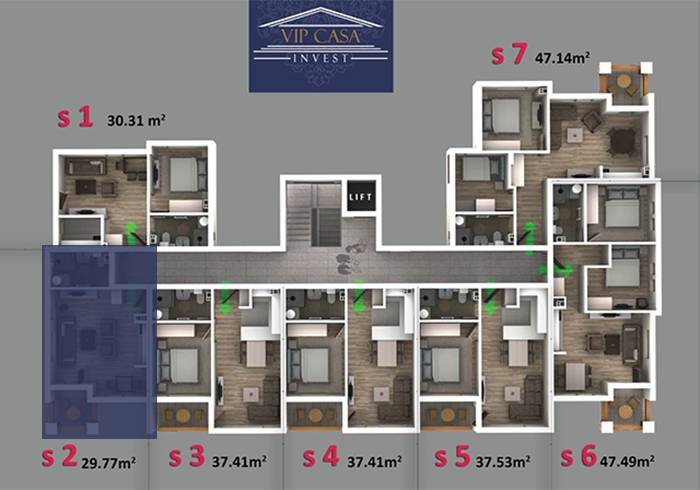 VIP CASA
INVEST
S 7 47.14m²
S 1 30.31 m²
LIFT
S 2 29.77m²
S 3 37.41m²
S 4 37.41m²
S 5 37.53m²
S 6 47.49m²